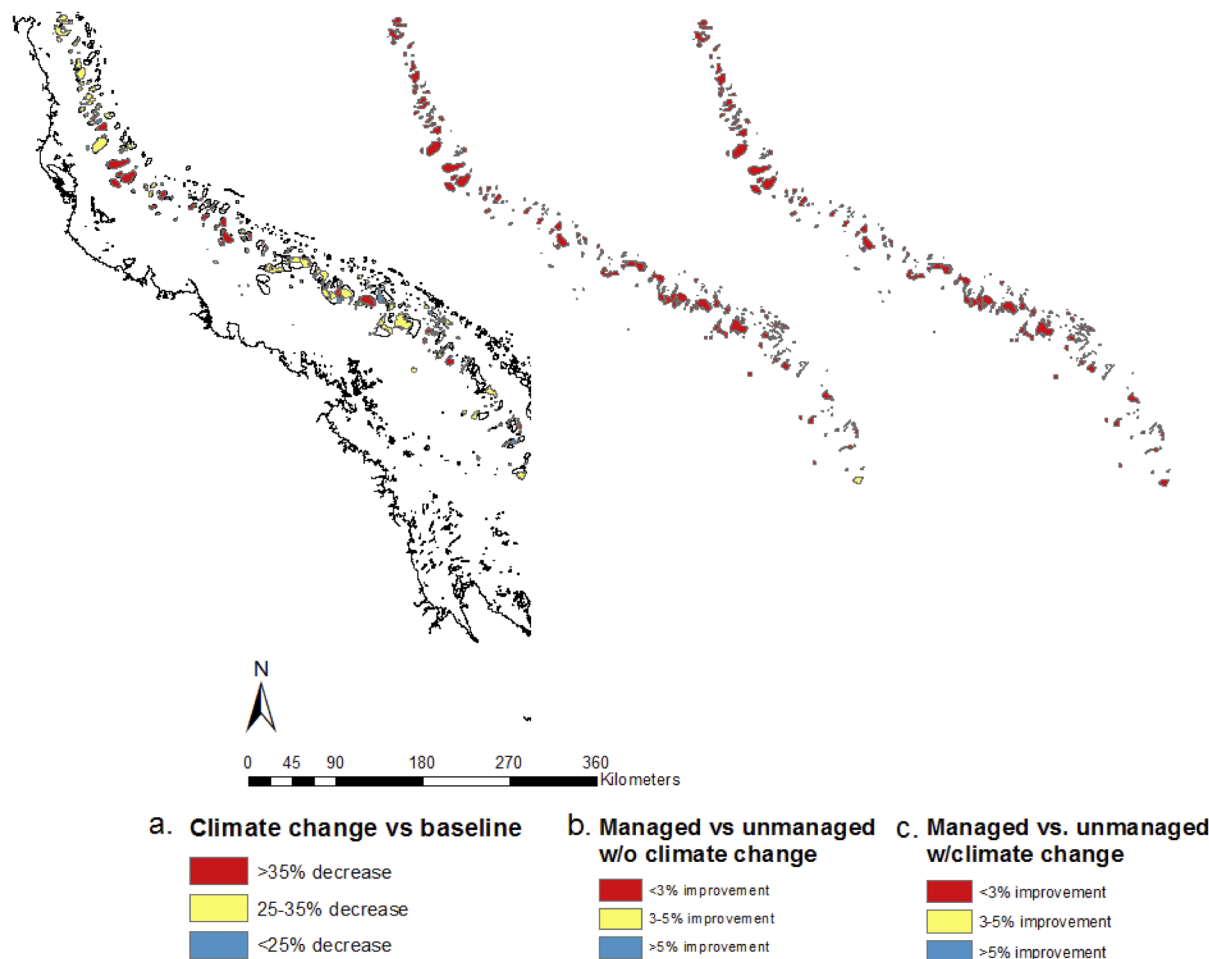 N
0 45 90 180 270 360
Kilometers
a. Climate change vs baseline
>35% decrease
25-35% decrease
<25% decrease
b. Managed vs unmanaged
w/o climate change
<3% improvement
3-5% improvement
>5% improvement
c. Managed vs. unmanaged
w/climate change
<3% improvement
3-5% improvement
>5% improvement